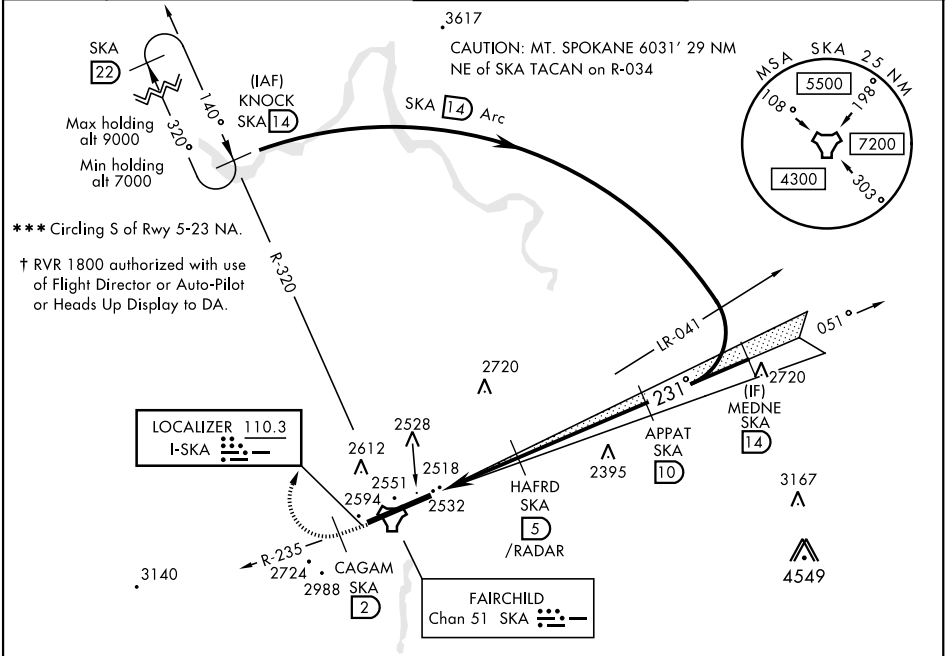 3617
CAUTION: MT. SPOKANE 6031' 29 NM
NE of SKA TACAN on R-034
SKA
22
(IAF)
KNOCK
SKA 14
SKA 14 Arc
MSA SKA 25 NM
5500
108°
198°
7200
4300
303°
140°
320°
Max holding
alt 9000
Min holding
alt 7000
*** Circling S of Rwy 5-23 NA.
† RVR 1800 authorized with use
of Flight Director or Auto-Pilot
or Heads Up Display to DA.
R-320
LR-041
051°
231°
2720
2720
(IF)
MEDNE
SKA
14
APPAT
SKA
10
2395
LOCALIZER 110.3
I-SKA
2612
2528
2518
2551
2594
2532
HAFRD
SKA
5
/RADAR
3167
4549
R-235
2724
2988
CAGAM
SKA
2
3140
FAIRCHILD
Chan 51 SKA